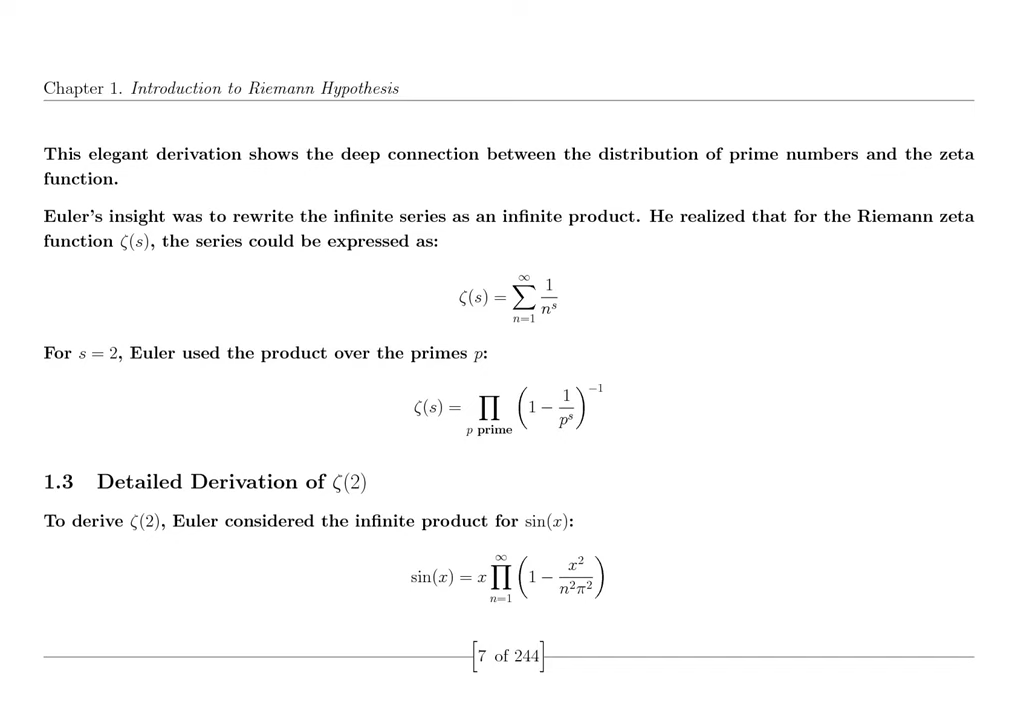 Chapter 1. Introduction to Riemann Hypothesis
This elegant derivation shows the deep connection between the distribution of prime numbers and the zeta
function.
Euler's insight was to rewrite the infinite series as an infinite product. He realized that for the Riemann zeta
function ζ(s), the series could be expressed as:
ζ(s) = ∑_{n=1}^{∞} 1/n^s
For s = 2, Euler used the product over the primes p:
ζ(s) = ∏_{p prime} (1 − 1/p^s)^{−1}
1.3 Detailed Derivation of ζ(2)
To derive ζ(2), Euler considered the infinite product for sin(x):
sin(x) = x ∏_{n=1}^{∞} (1 − x²/(n²π²))
[7 of 244]